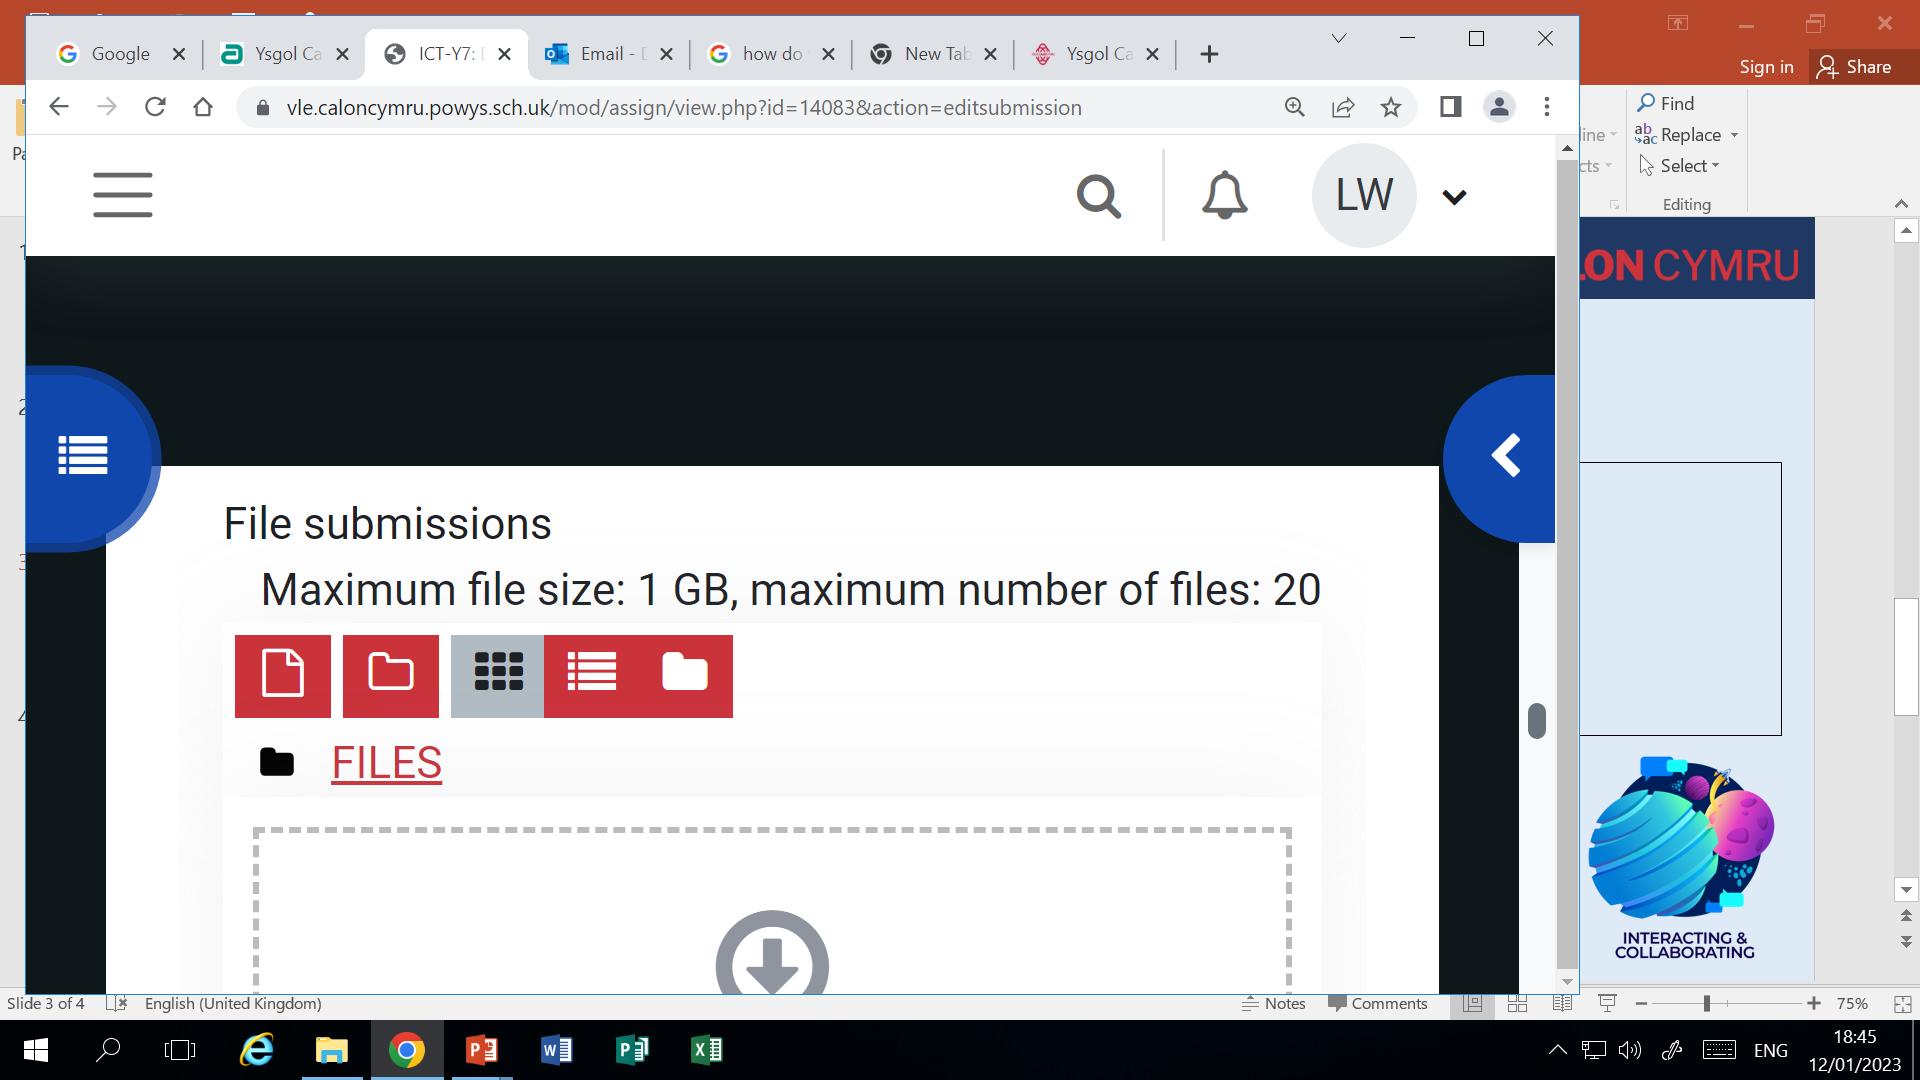 Google
Ysgol Ca
ICT-Y7:
Email -
how do
New Tab
Ysgol Ca
Sign in
Share
vle.caloncymru.powys.sch.uk/mod/assign/view.php?id=14083&action=editsubmission
Find
Replace
Select
Editing
LW
LON CYMRU
File submissions
Maximum file size: 1 GB, maximum number of files: 20
FILES
INTERACTING &
COLLABORATING
Slide 3 of 4
English (United Kingdom)
Notes
Comments
75%
ENG
18:45
12/01/2023